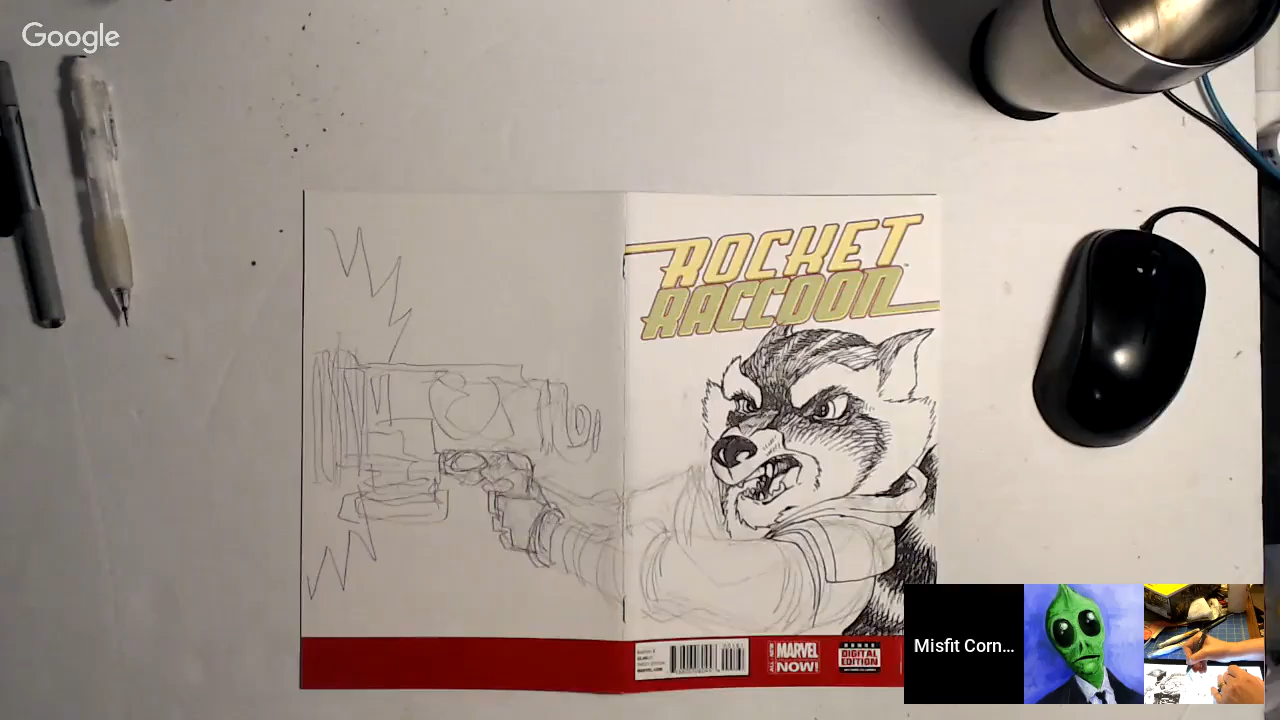 Google
ROCKET
RACCOON
MARVEL
NOW!
DIGITAL
EDITION
Misfit Corn...